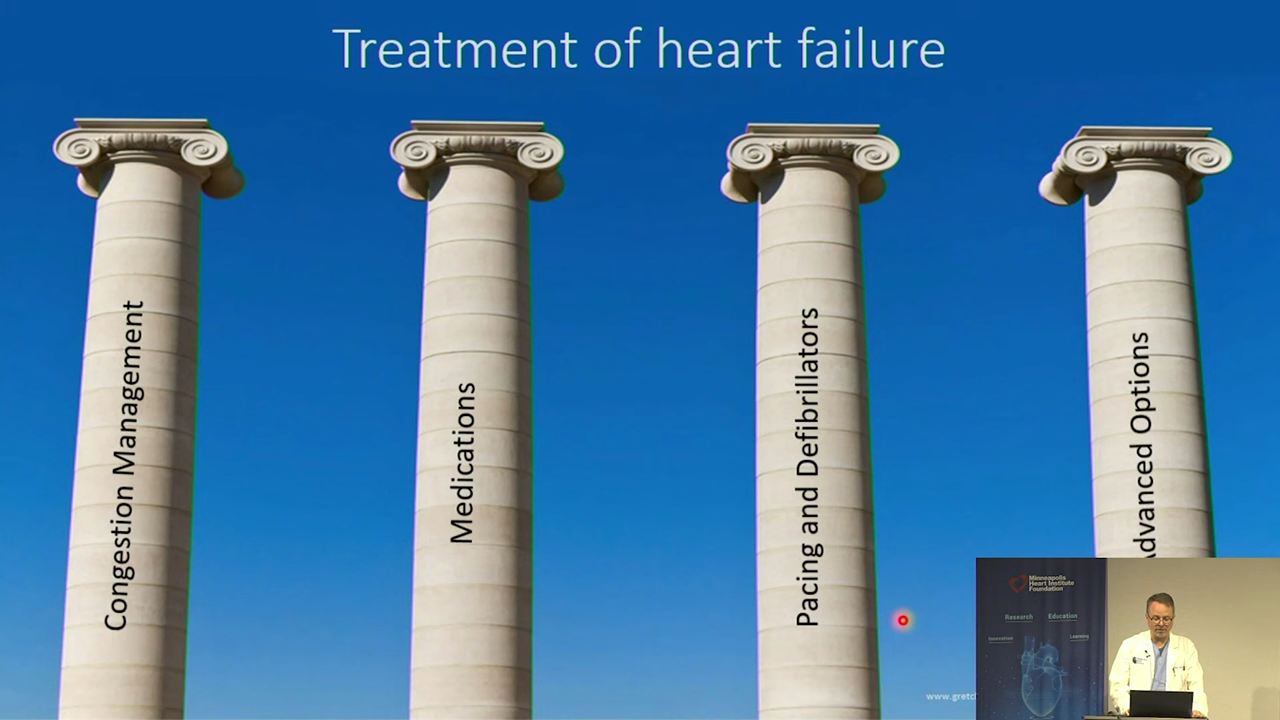 Treatment of heart failure
Congestion Management
Medications
Pacing and Defibrillators
Advanced Options
Minneapolis
Heart Institute
Foundation
Research Education
Innovation Learning